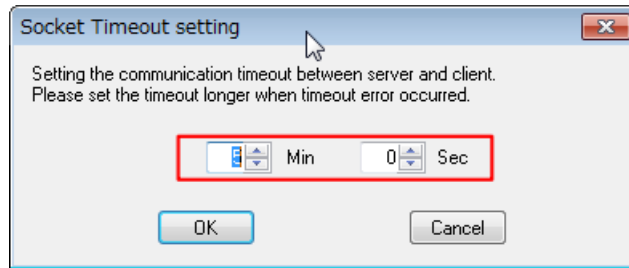 Socket Timeout setting
Setting the communication timeout between server and client.
Please set the timeout longer when timeout error occurred.
Min 0 Sec
OK Cancel